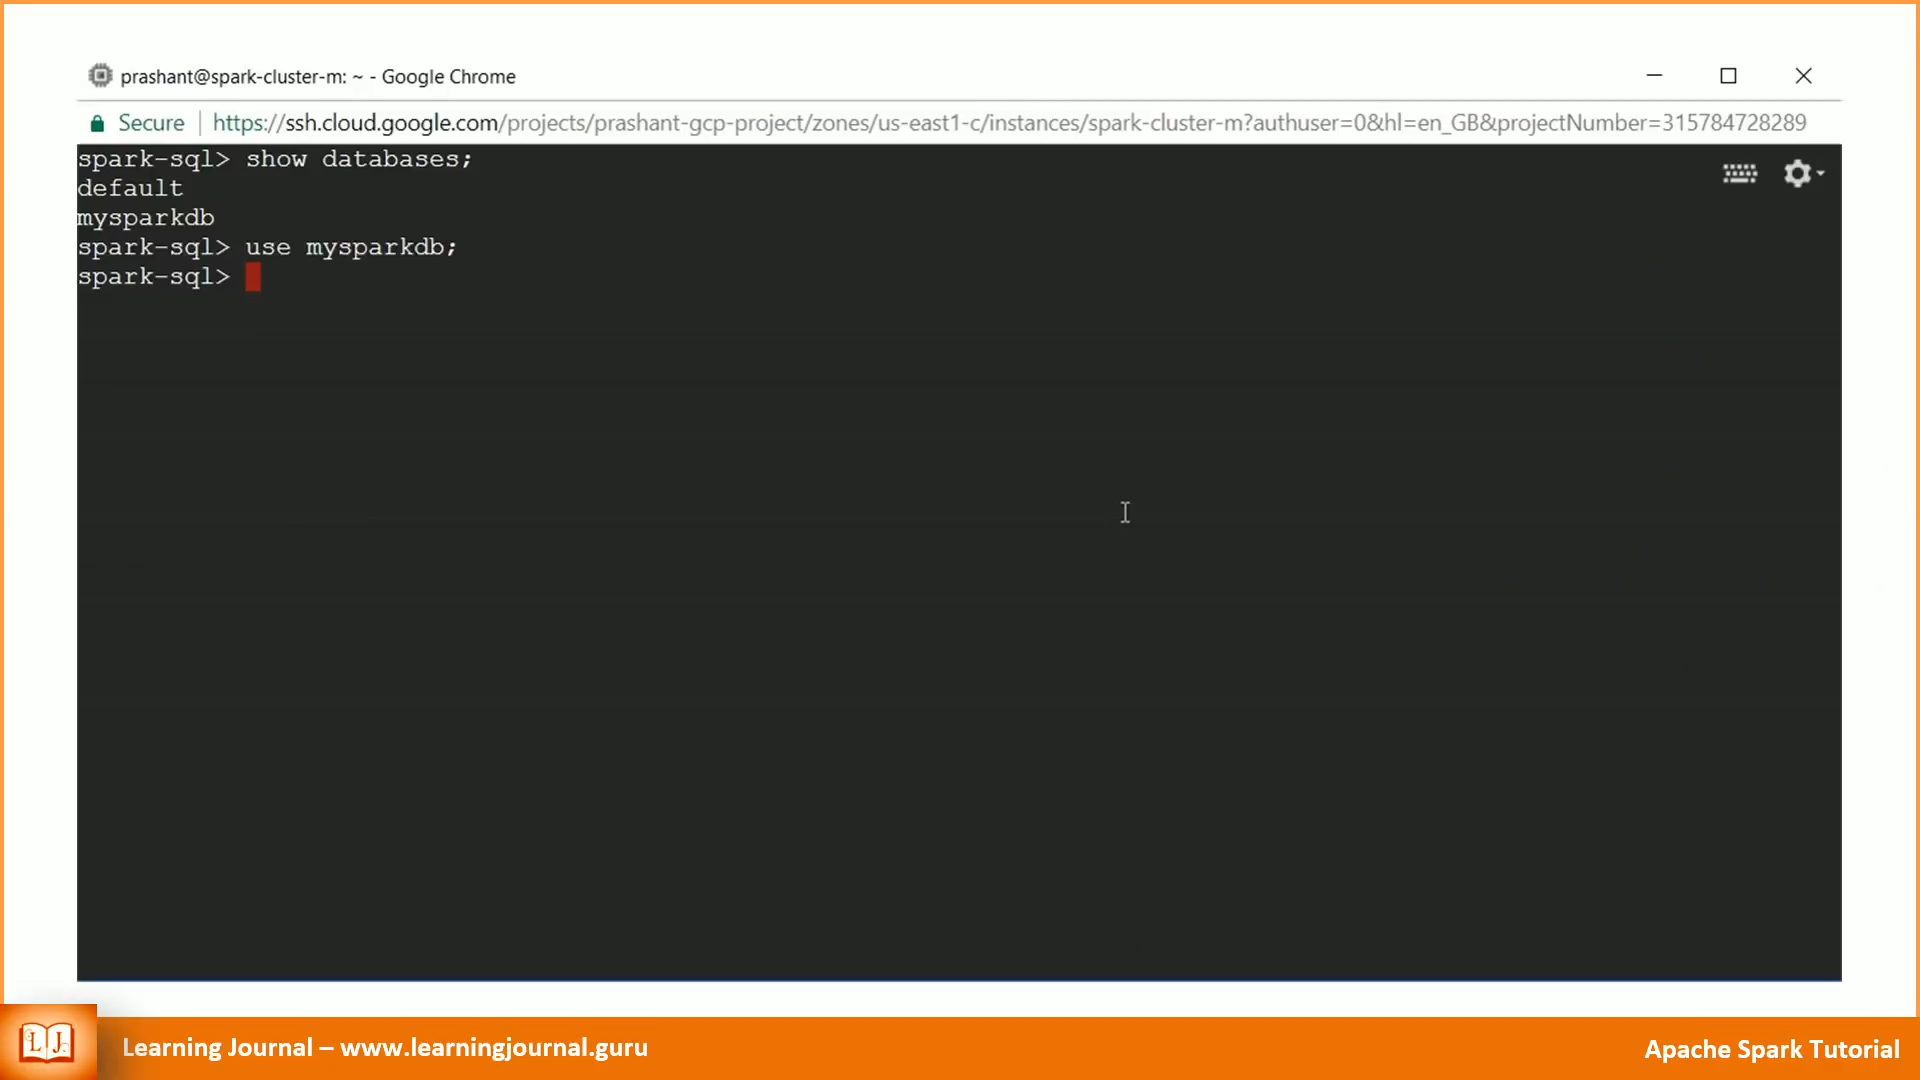 prashant@spark-cluster-m: ~ - Google Chrome
Secure | https://ssh.cloud.google.com/projects/prashant-gcp-project/zones/us-east1-c/instances/spark-cluster-m?authuser=0&hl=en_GB&projectNumber=315784728289
spark-sql> show databases;
default
mysparkdb
spark-sql> use mysparkdb;
spark-sql>
LJ
Learning Journal – www.learningjournal.guru
Apache Spark Tutorial